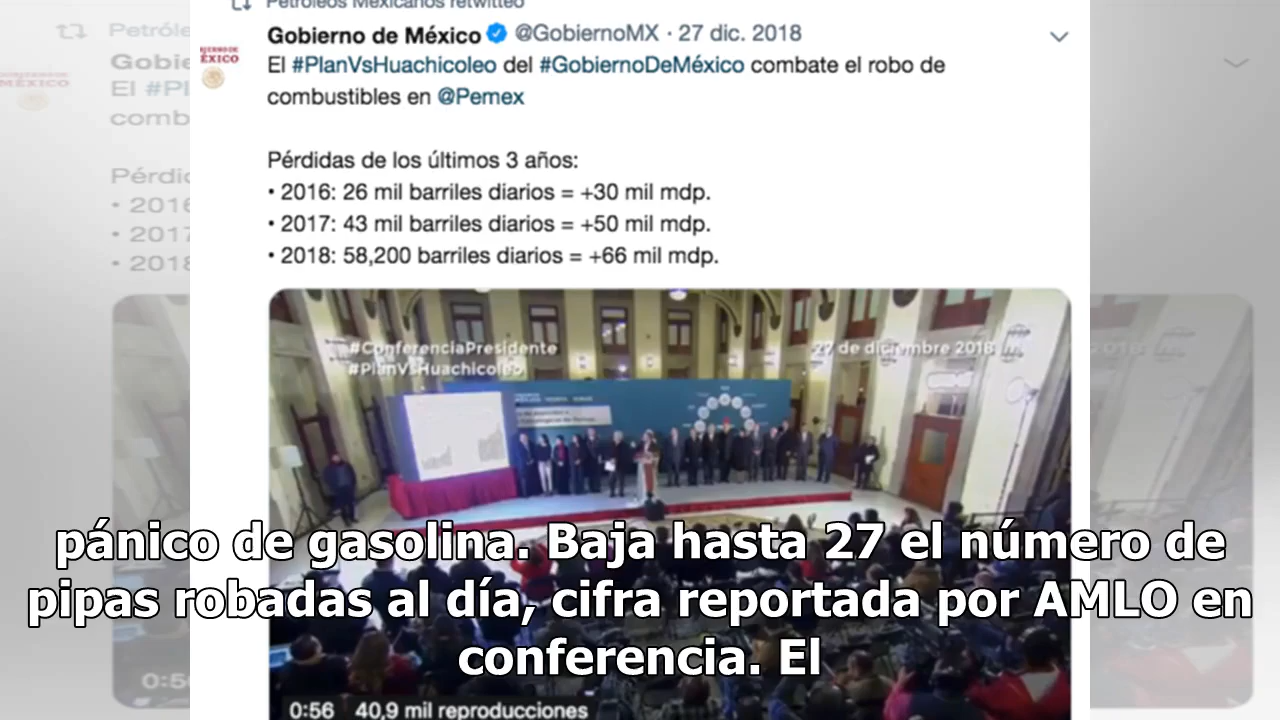 Petróleos Mexicanos retwitteó
Gobierno de México @GobiernoMX · 27 dic. 2018
El #PlanVsHuachicoleo del #GobiernoDeMéxico combate el robo de
combustibles en @Pemex
Pérdidas de los últimos 3 años:
• 2016: 26 mil barriles diarios = +30 mil mdp.
• 2017: 43 mil barriles diarios = +50 mil mdp.
• 2018: 58,200 barriles diarios = +66 mil mdp.
#ConferenciaPresidente
#PlanVsHuachicoleo
27 de diciembre 2018
pánico de gasolina. Baja hasta 27 el número de
pipas robadas al día, cifra reportada por AMLO en
conferencia. El
0:56 40,9 mil reproducciones